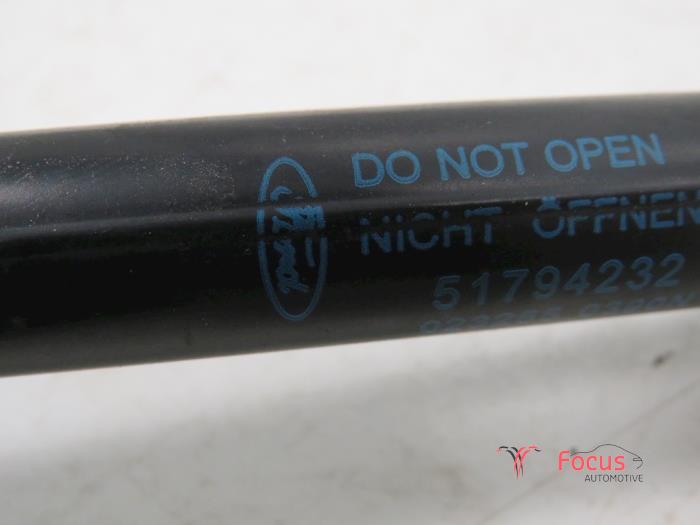 DO NOT OPEN
NICHT ÖFFNEN
51794232
Focus
AUTOMOTIVE